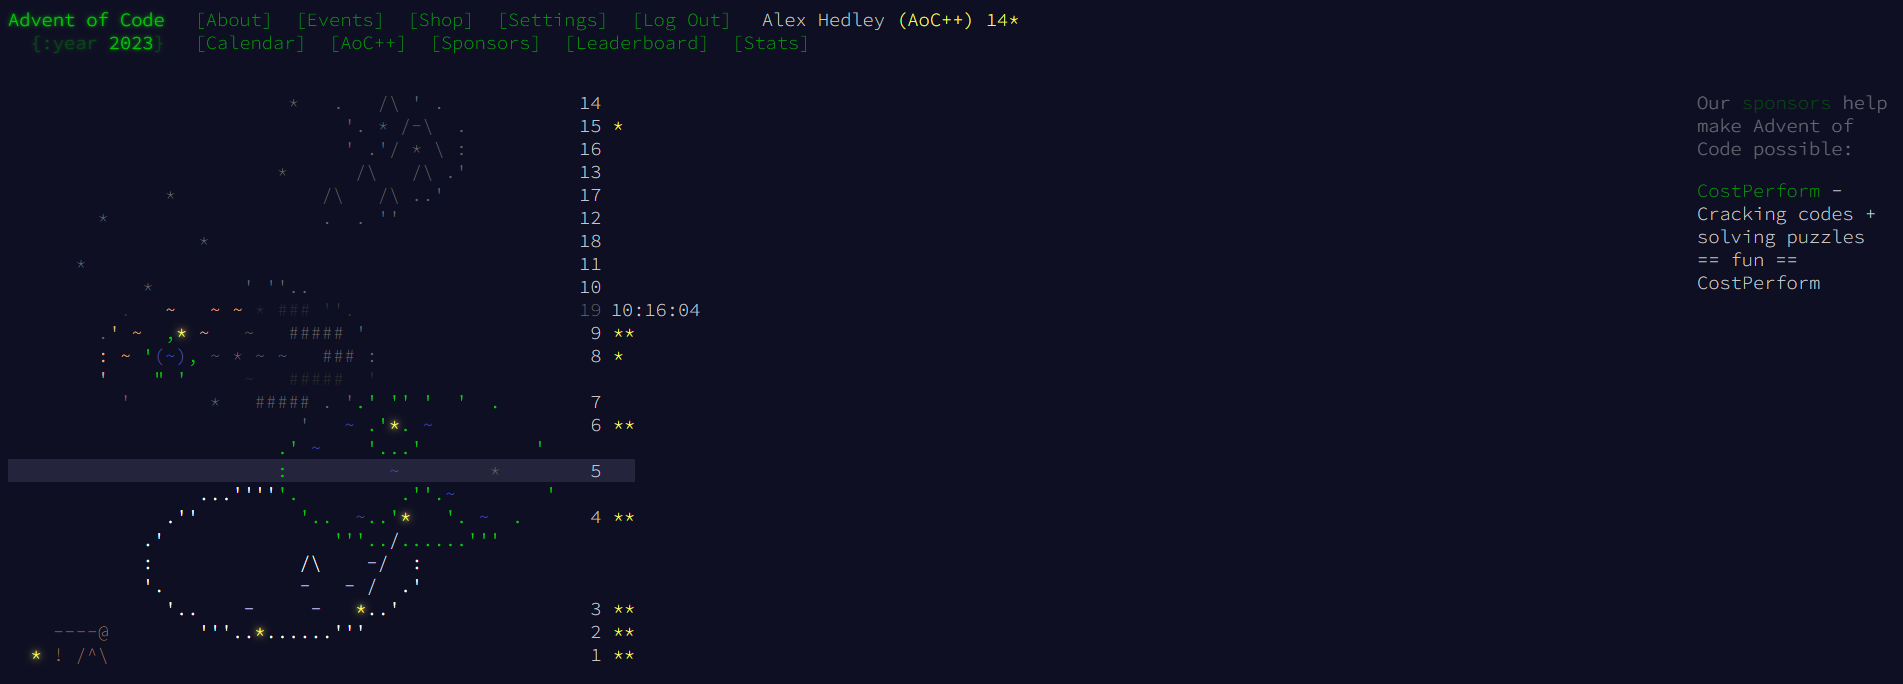 Advent of Code [About] [Events] [Shop] [Settings] [Log Out] Alex Hedley (AoC++) 14*
{:year 2023} [Calendar] [AoC++] [Sponsors] [Leaderboard] [Stats]
* . /\ ' . 14
'. * /-\ . 15 *
' .'/ * \ : 16
* /\ /\ .' 13
* /\ /\ ..' 17
* . . '' 12
* 18
* 11
* ' ''.. 10
. ~ ~ ~ * ### ''. 19 10:16:04
.' ~ ,* ~ ~ ##### ' 9 **
: ~ '(~), ~ * ~ ~ ### : 8 *
' " ' ~ ##### '
' * ##### . '.' '' ' ' . 7
' ~ .'*. ~ 6 **
.' ~ '...' '
: ~ * 5
...'''''. .''.~ '
.'' '.. ~..'* '. ~ . 4 **
.' '''../......'''
: /\ -/ :
'. - - / .'
'.. - - *..' 3 **
----@ '''..*......''' 2 **
* ! /^\ 1 **
Our sponsors help
make Advent of
Code possible:
CostPerform -
Cracking codes +
solving puzzles
== fun ==
CostPerform